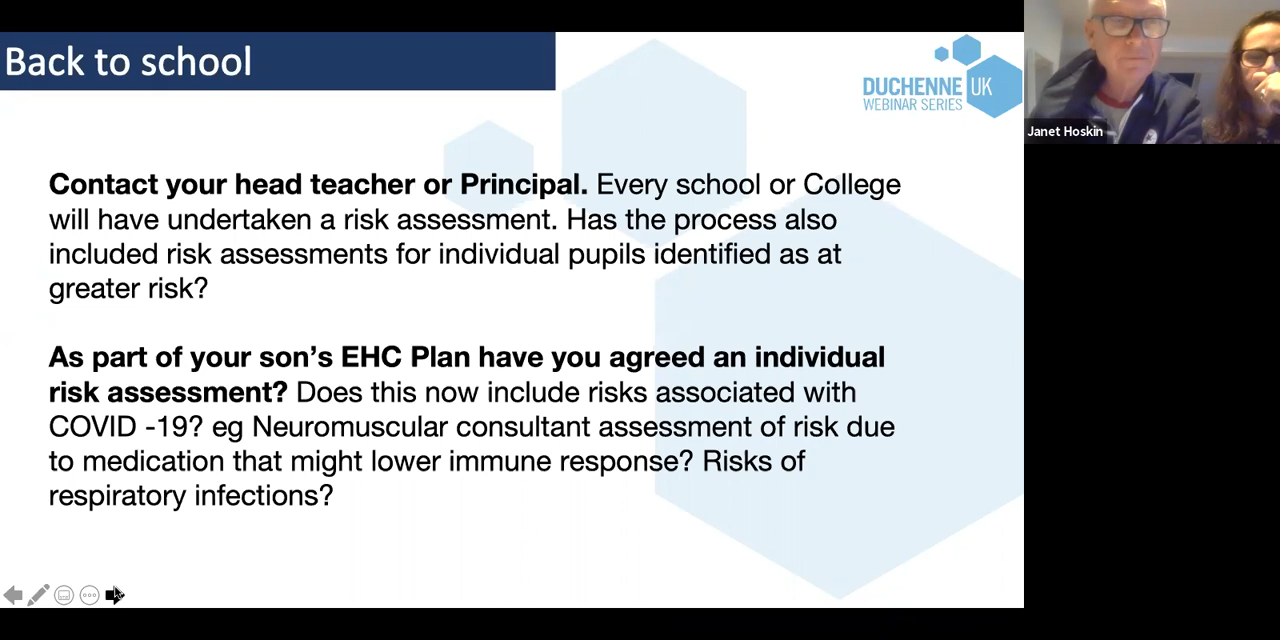 Back to school
DUCHENNE UK
WEBINAR SERIES
Janet Hoskin
Contact your head teacher or Principal. Every school or College
will have undertaken a risk assessment. Has the process also
included risk assessments for individual pupils identified as at
greater risk?
As part of your son’s EHC Plan have you agreed an individual
risk assessment? Does this now include risks associated with
COVID -19? eg Neuromuscular consultant assessment of risk due
to medication that might lower immune response? Risks of
respiratory infections?